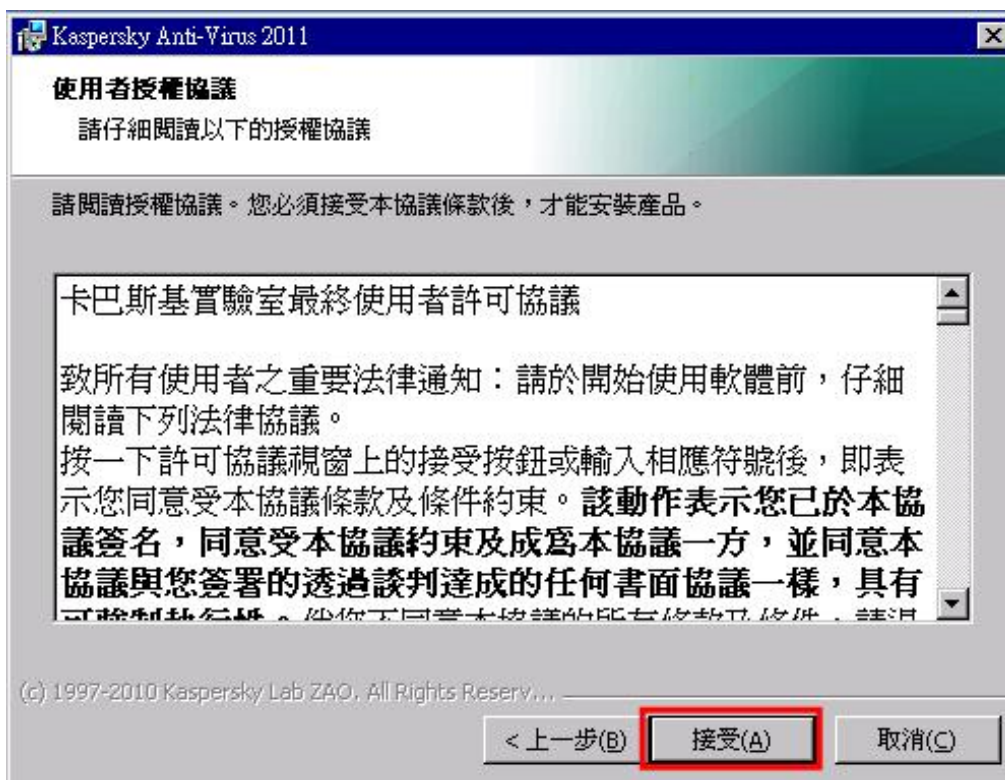 Kaspersky Anti-Virus 2011
使用者授權協議
請仔細閱讀以下的授權協議
請閱讀授權協議。您必須接受本協議條款後，才能安裝產品。
卡巴斯基實驗室最終使用者許可協議
致所有使用者之重要法律通知：請於開始使用軟體前，仔細
閱讀下列法律協議。
按一下許可協議視窗上的接受按鈕或輸入相應符號後，即表
示您同意受本協議條款及條件約束。該動作表示您已於本協
議簽名，同意受本協議約束及成為本協議一方，並同意本
協議與您簽署的透過談判達成的任何書面協議一樣，具有
可強制執行性。
(c) 1997-2010 Kaspersky Lab ZAO. All Rights Reserv...
< 上一步(B)
接受(A)
取消(C)